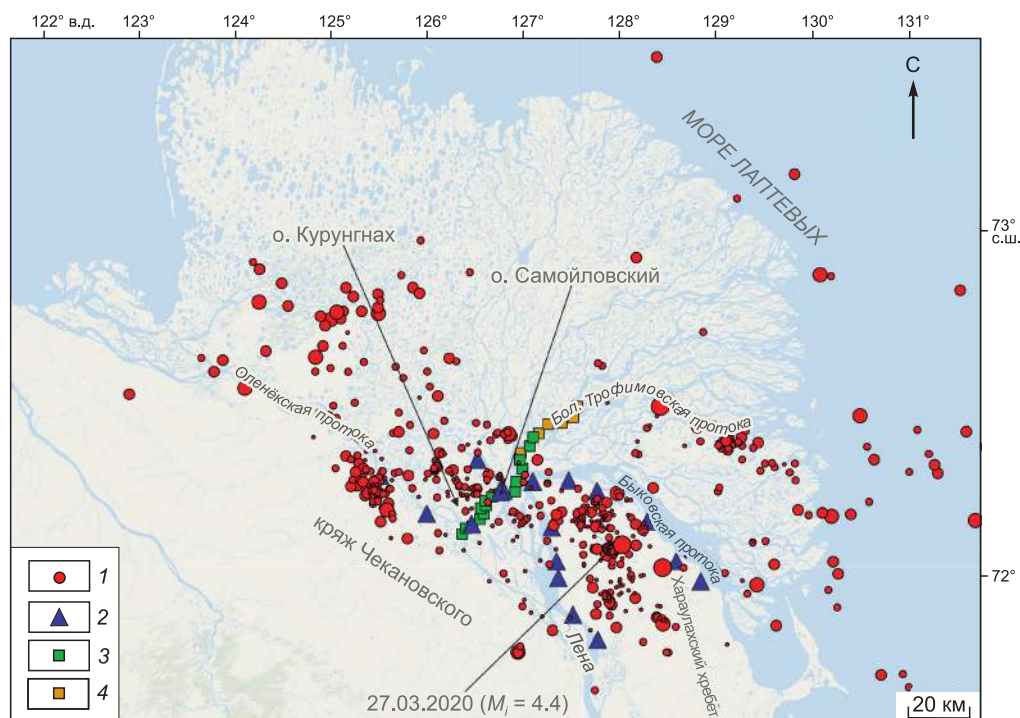 122° в.д. 123° 124° 125° 126° 127° 128° 129° 130° 131°
С
МОРЕ ЛАПТЕВЫХ
73°
с.ш.
о. Курунгнах
о. Самойловский
Оленёкская протока
Бол. Трофимовская протока
Быковская протока
кряж Чекановского
72°
Хараулахский хребет
Лена
1
2
3
4
27.03.2020 (Mi = 4.4)
20 км